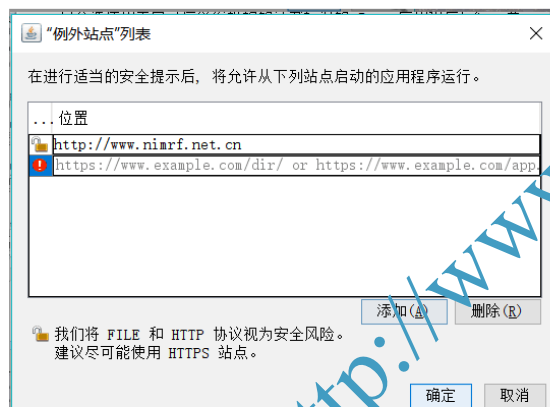 “例外站点”列表
在进行适当的安全提示后，将允许从下列站点启动的应用程序运行。
... 位置
http://www.nimrf.net.cn
https://www.example.com/dir/ or https://www.example.com/app.
添加(A) 删除(R)
我们将 FILE 和 HTTP 协议视为安全风险。
建议尽可能使用 HTTPS 站点。
确定 取消